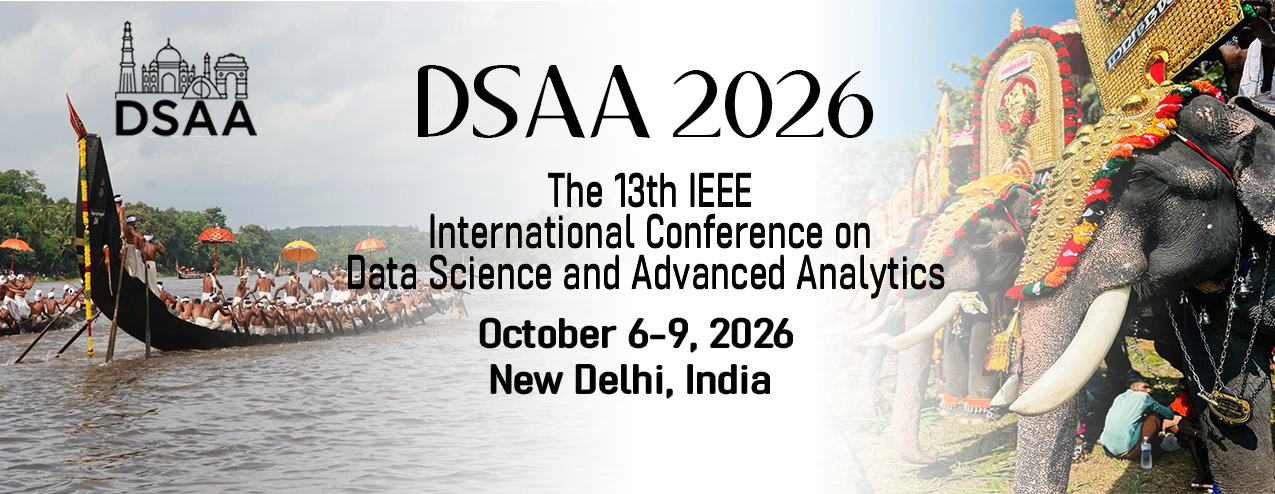 DSAA
DSAA 2026
The 13th IEEE
International Conference on
Data Science and Advanced Analytics
October 6-9, 2026
New Delhi, India